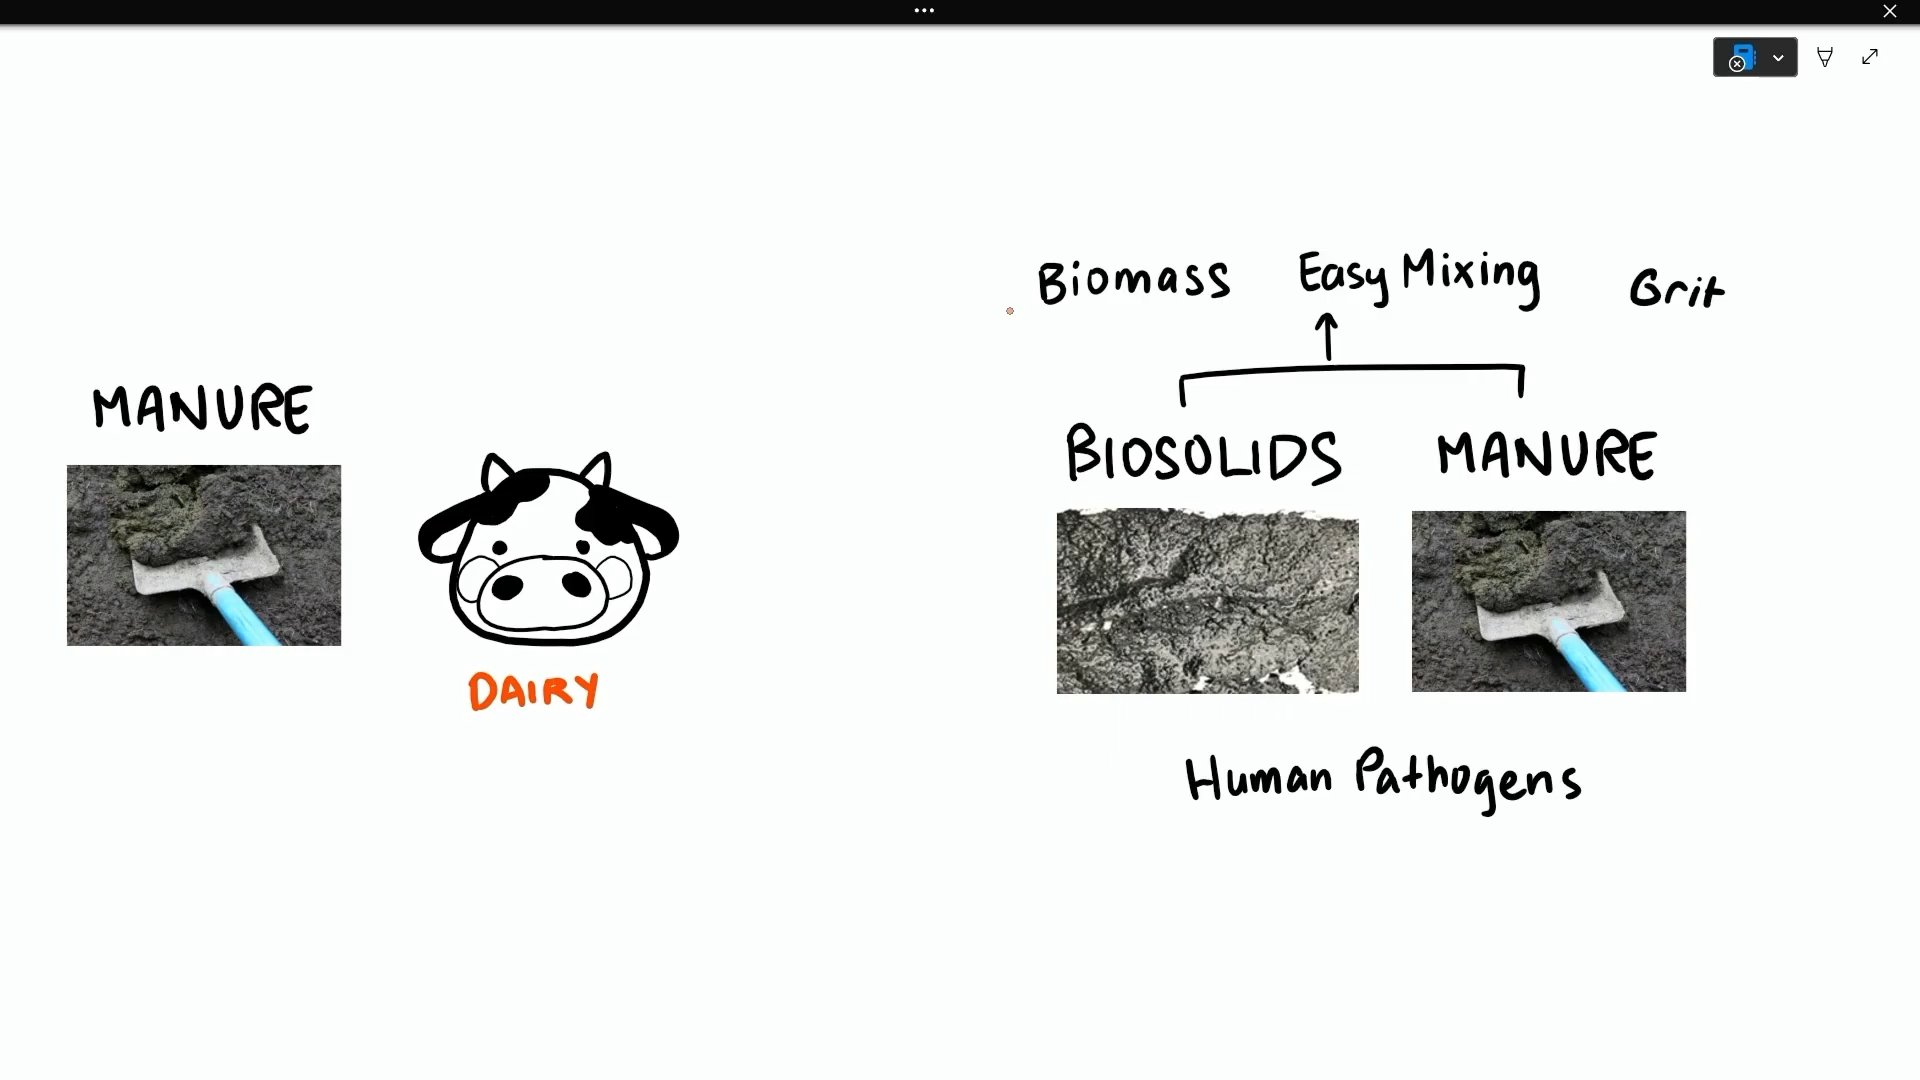 Biomass
Easy Mixing
Grit
MANURE
BIOSOLIDS
MANURE
DAIRY
Human Pathogens